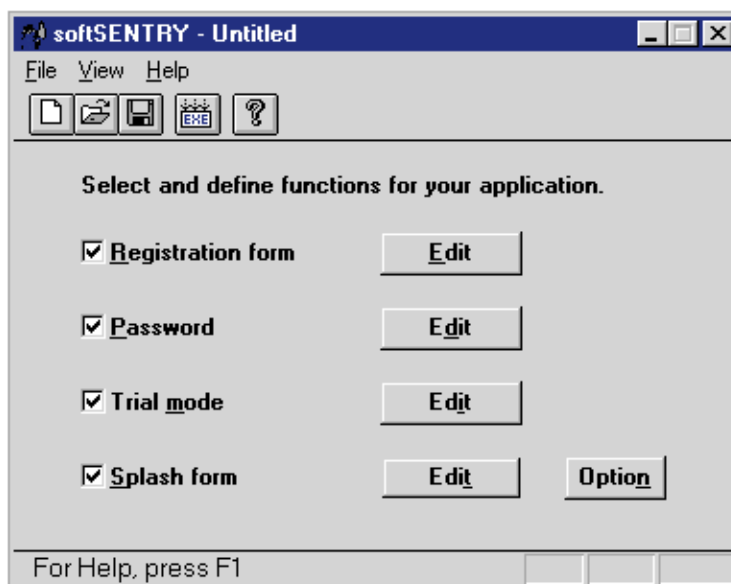 softSENTRY - Untitled
File View Help
EXE
Select and define functions for your application.
Registration form Edit
Password Edit
Trial mode Edit
Splash form Edit Option
For Help, press F1